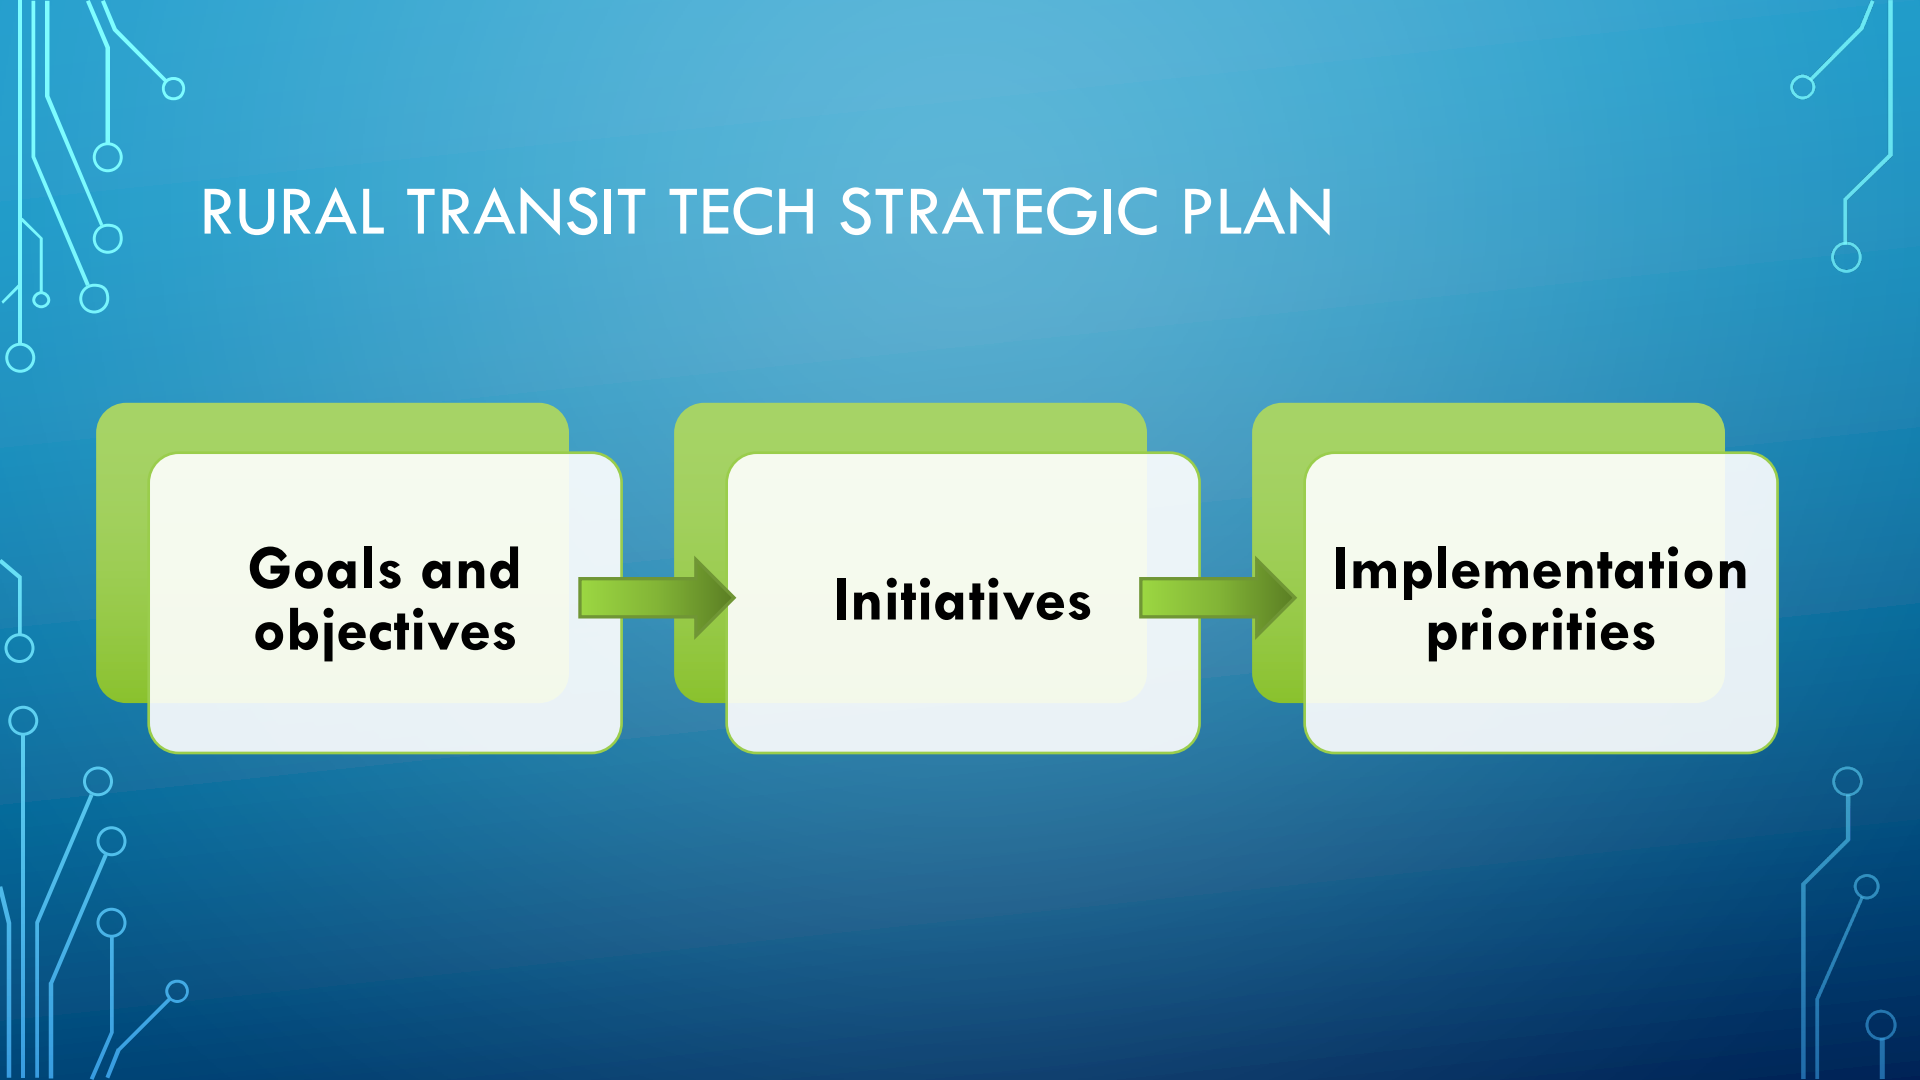 RURAL TRANSIT TECH STRATEGIC PLAN
Goals and
objectives
Initiatives
Implementation
priorities